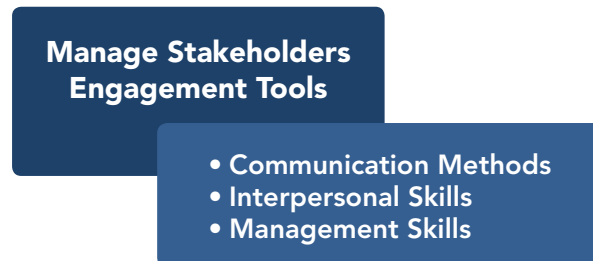 Manage Stakeholders
Engagement Tools
• Communication Methods
• Interpersonal Skills
• Management Skills